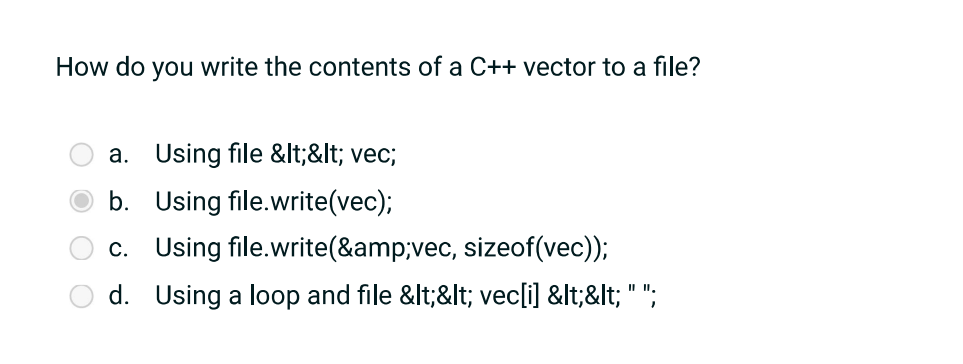 How do you write the contents of a C++ vector to a file?
a. Using file &lt;&lt; vec;
b. Using file.write(vec);
c. Using file.write(&amp;vec, sizeof(vec));
d. Using a loop and file &lt;&lt; vec[i] &lt;&lt; " ";